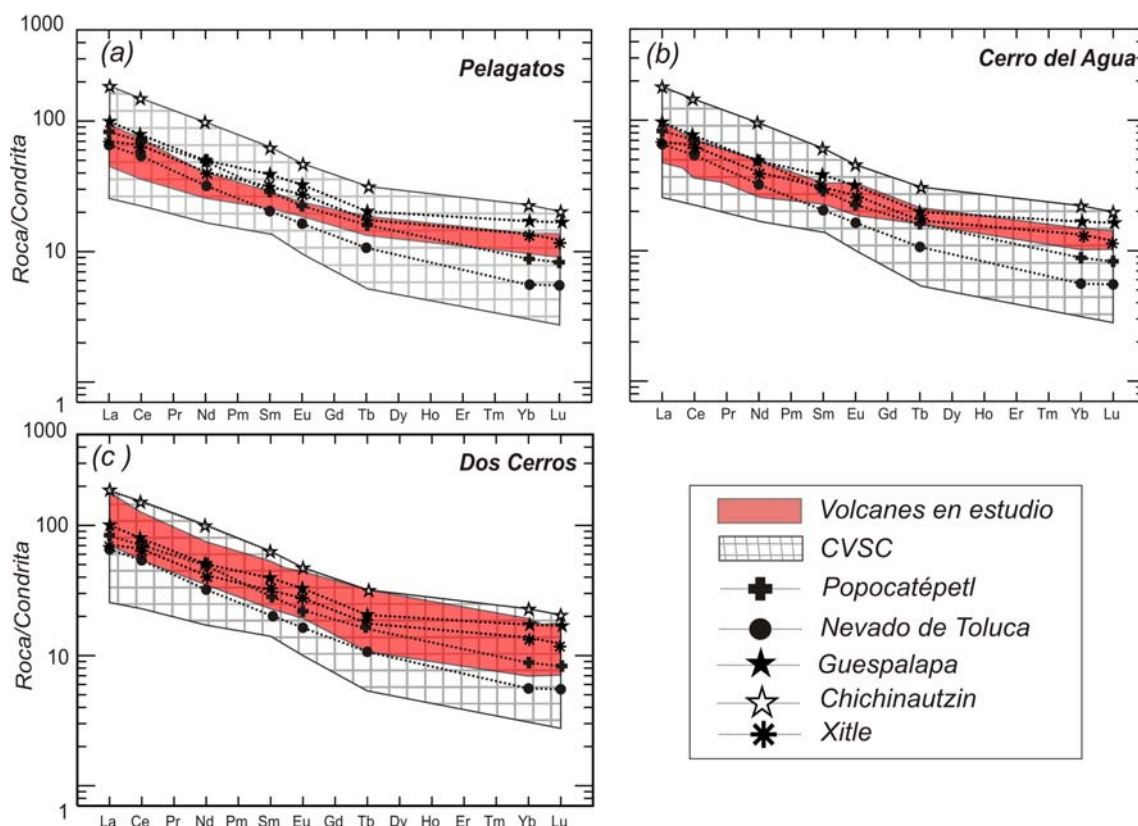 1000
(a)
Pelagatos
100
10
1
Roca/Condrita
La Ce Pr Nd Pm Sm Eu Gd Tb Dy Ho Er Tm Yb Lu
(b)
Cerro del Agua
La Ce Pr Nd Pm Sm Eu Gd Tb Dy Ho Er Tm Yb Lu
1000
(c )
Dos Cerros
100
10
1
Roca/Condrita
La Ce Pr Nd Pm Sm Eu Gd Tb Dy Ho Er Tm Yb Lu
Volcanes en estudio
CVSC
Popocatépetl
Nevado de Toluca
Guespalapa
Chichinautzin
Xitle